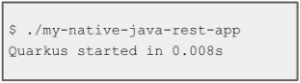 $ ./my-native-java-rest-app
Quarkus started in 0.008s